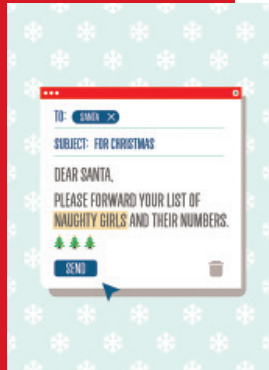 TO: SANTA
SUBJECT: FOR CHRISTMAS
DEAR SANTA,
PLEASE FORWARD YOUR LIST OF
NAUGHTY GIRLS AND THEIR NUMBERS.
SEND